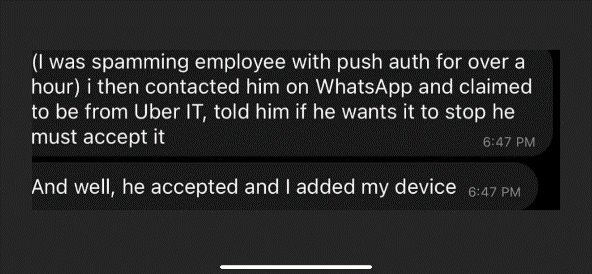 (I was spamming employee with push auth for over a
hour) i then contacted him on WhatsApp and claimed
to be from Uber IT, told him if he wants it to stop he
must accept it
6:47 PM
And well, he accepted and I added my device
6:47 PM